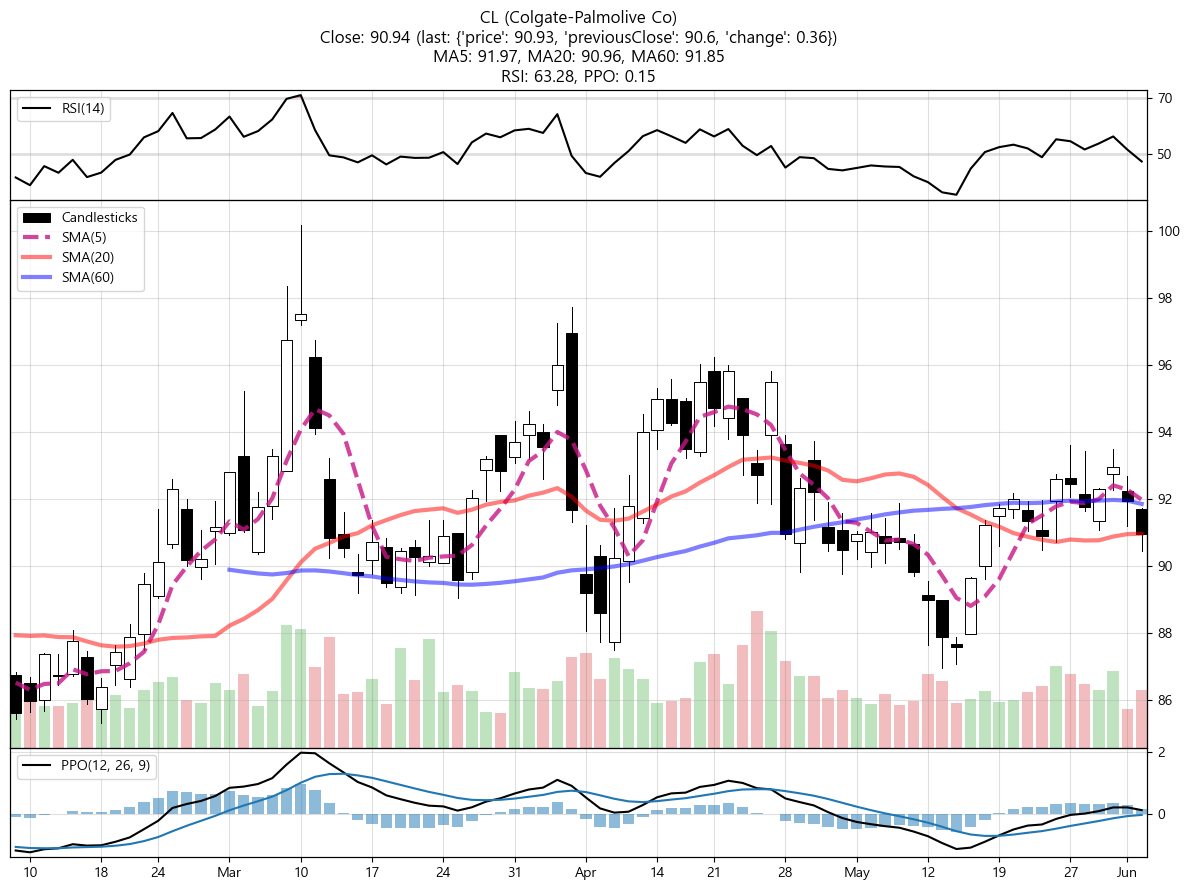 CL (Colgate-Palmolive Co)
Close: 90.94 (last: {'price': 90.93, 'previousClose': 90.6, 'change': 0.36})
MA5: 91.97, MA20: 90.96, MA60: 91.85
RSI: 63.28, PPO: 0.15
RSI(14)
70
50
Candlesticks
SMA(5)
SMA(20)
SMA(60)
100
98
96
94
92
90
88
86
PPO(12, 26, 9)
2
0
10 18 24 Mar 10 17 24 31 Apr 14 21 28 May 12 19 27 Jun